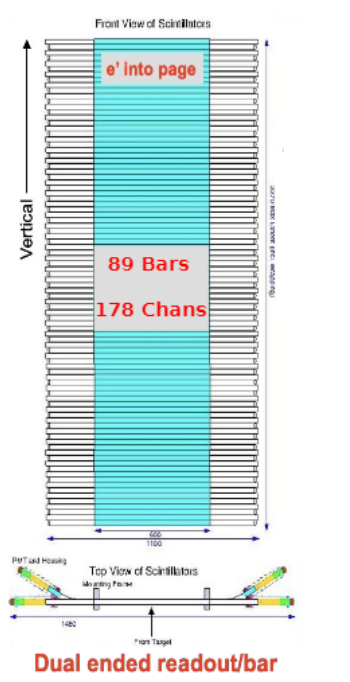 Front View of Scintillators
e' into page
Vertical
89 Bars
178 Chans
600
1100
PMT and Housing
Top View of Scintillators
Mounting Frame
1460
From Target
Dual ended readout/bar